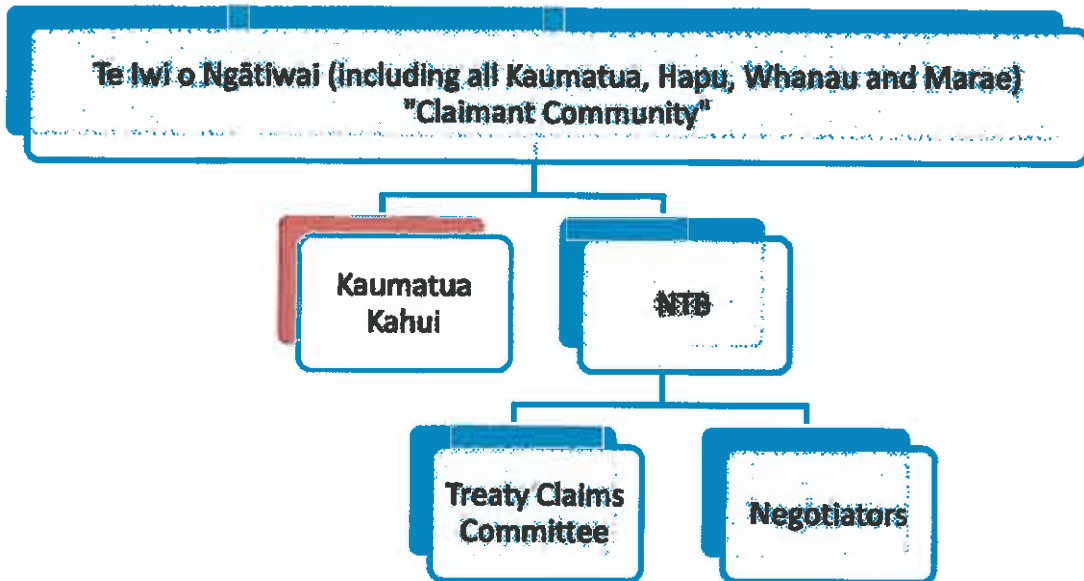 Te Iwi o Ngātiwai (including all Kaumatua, Hapu, Whanau and Marae)
"Claimant Community"
Kaumatua
Kahui
NTB
Treaty Claims
Committee
Negotiators